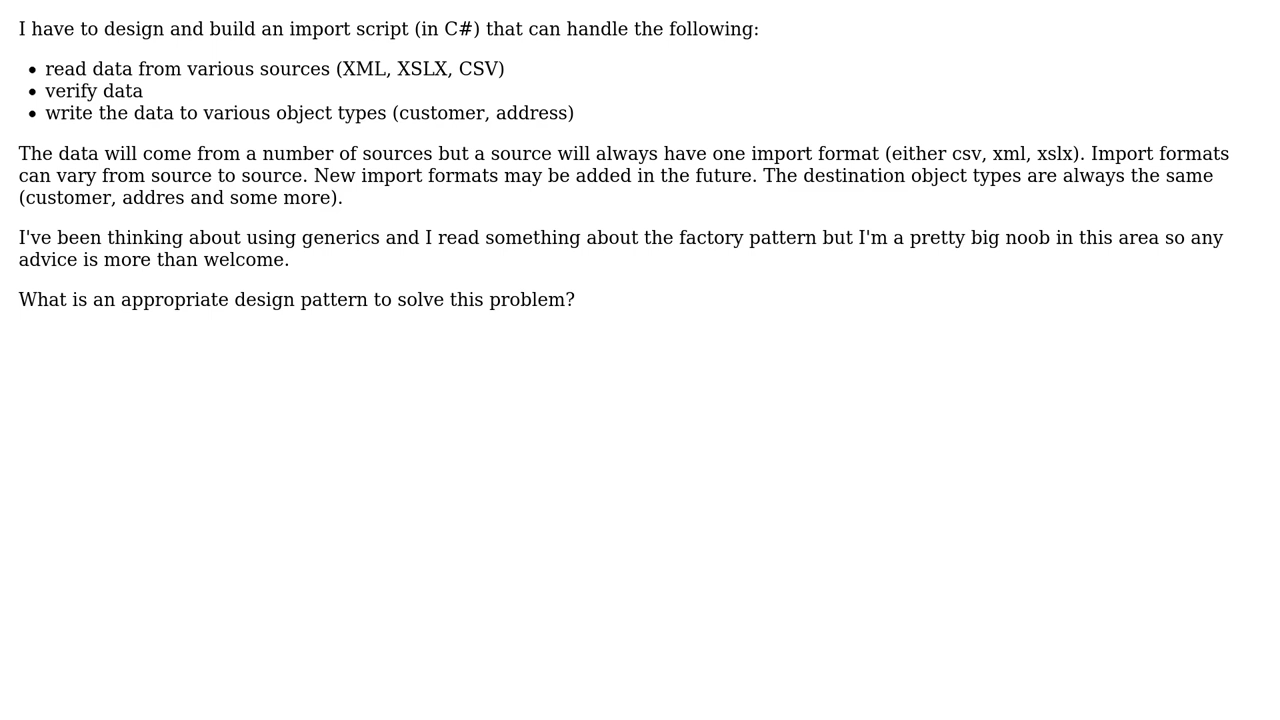 I have to design and build an import script (in C#) that can handle the following:
• read data from various sources (XML, XSLX, CSV)
• verify data
• write the data to various object types (customer, address)
The data will come from a number of sources but a source will always have one import format (either csv, xml, xslx). Import formats
can vary from source to source. New import formats may be added in the future. The destination object types are always the same
(customer, addres and some more).
I've been thinking about using generics and I read something about the factory pattern but I'm a pretty big noob in this area so any
advice is more than welcome.
What is an appropriate design pattern to solve this problem?